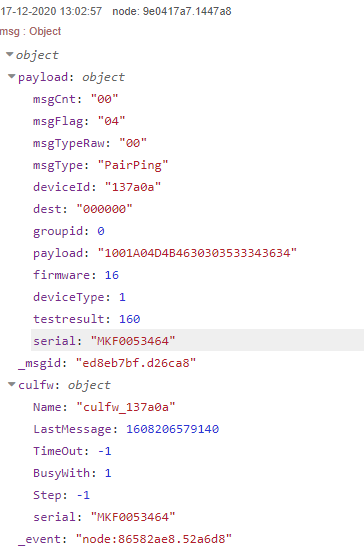 17-12-2020 13:02:57 node: 9e0417a7.1447a8
msg : Object
object
payload: object
msgCnt: "00"
msgFlag: "04"
msgTypeRaw: "00"
msgType: "PairPing"
deviceId: "137a0a"
dest: "000000"
groupid: 0
payload: "1001A04D4B4630303533343634"
firmware: 16
deviceType: 1
testresult: 160
serial: "MKF0053464"
_msgid: "ed8eb7bf.d26ca8"
culfw: object
Name: "culfw_137a0a"
LastMessage: 1608206579140
TimeOut: -1
BusyWith: 1
Step: -1
serial: "MKF0053464"
_event: "node:86582ae8.52a6d8"